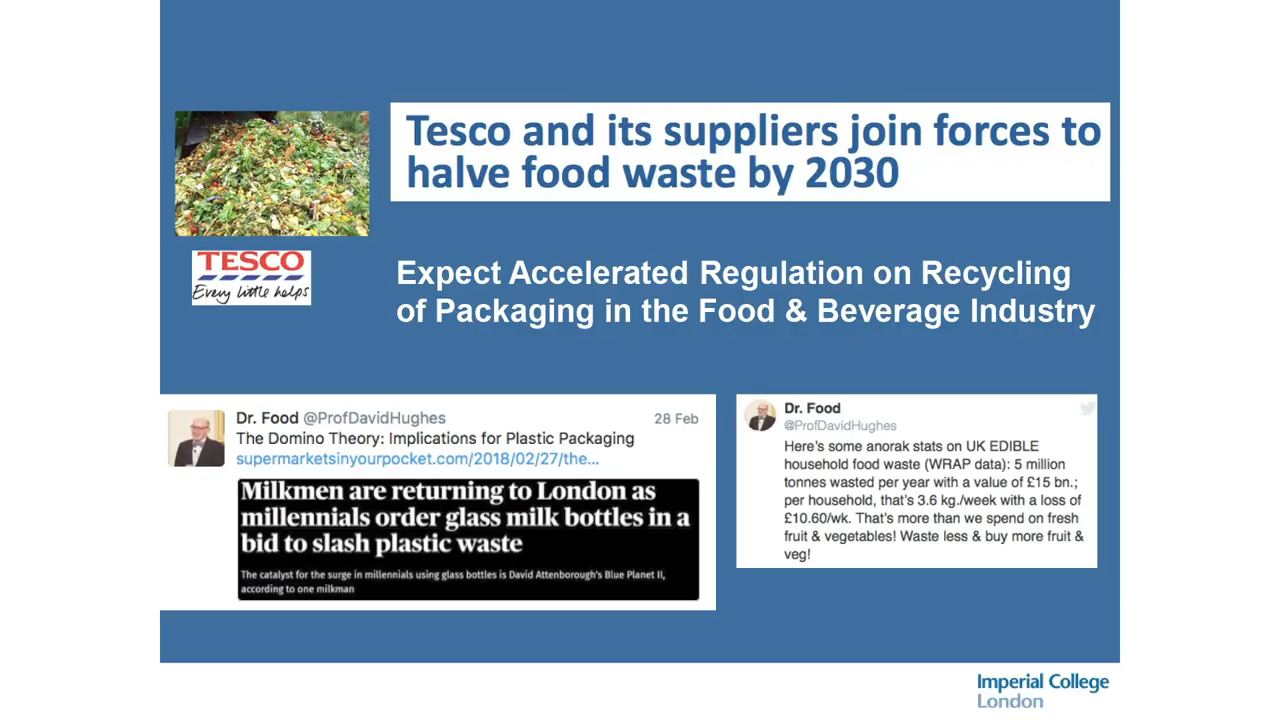 Tesco and its suppliers join forces to
halve food waste by 2030
TESCO
Every little helps
Expect Accelerated Regulation on Recycling
of Packaging in the Food & Beverage Industry
Dr. Food @ProfDavidHughes 28 Feb
The Domino Theory: Implications for Plastic Packaging
supermarketsinyourpocket.com/2018/02/27/the...
Milkmen are returning to London as
millennials order glass milk bottles in a
bid to slash plastic waste
The catalyst for the surge in millennials using glass bottles is David Attenborough's Blue Planet II,
according to one milkman
Dr. Food
@ProfDavidHughes
Here's some anorak stats on UK EDIBLE
household food waste (WRAP data): 5 million
tonnes wasted per year with a value of £15 bn.;
per household, that's 3.6 kg./week with a loss of
£10.60/wk. That's more than we spend on fresh
fruit & vegetables! Waste less & buy more fruit &
veg!
Imperial College
London